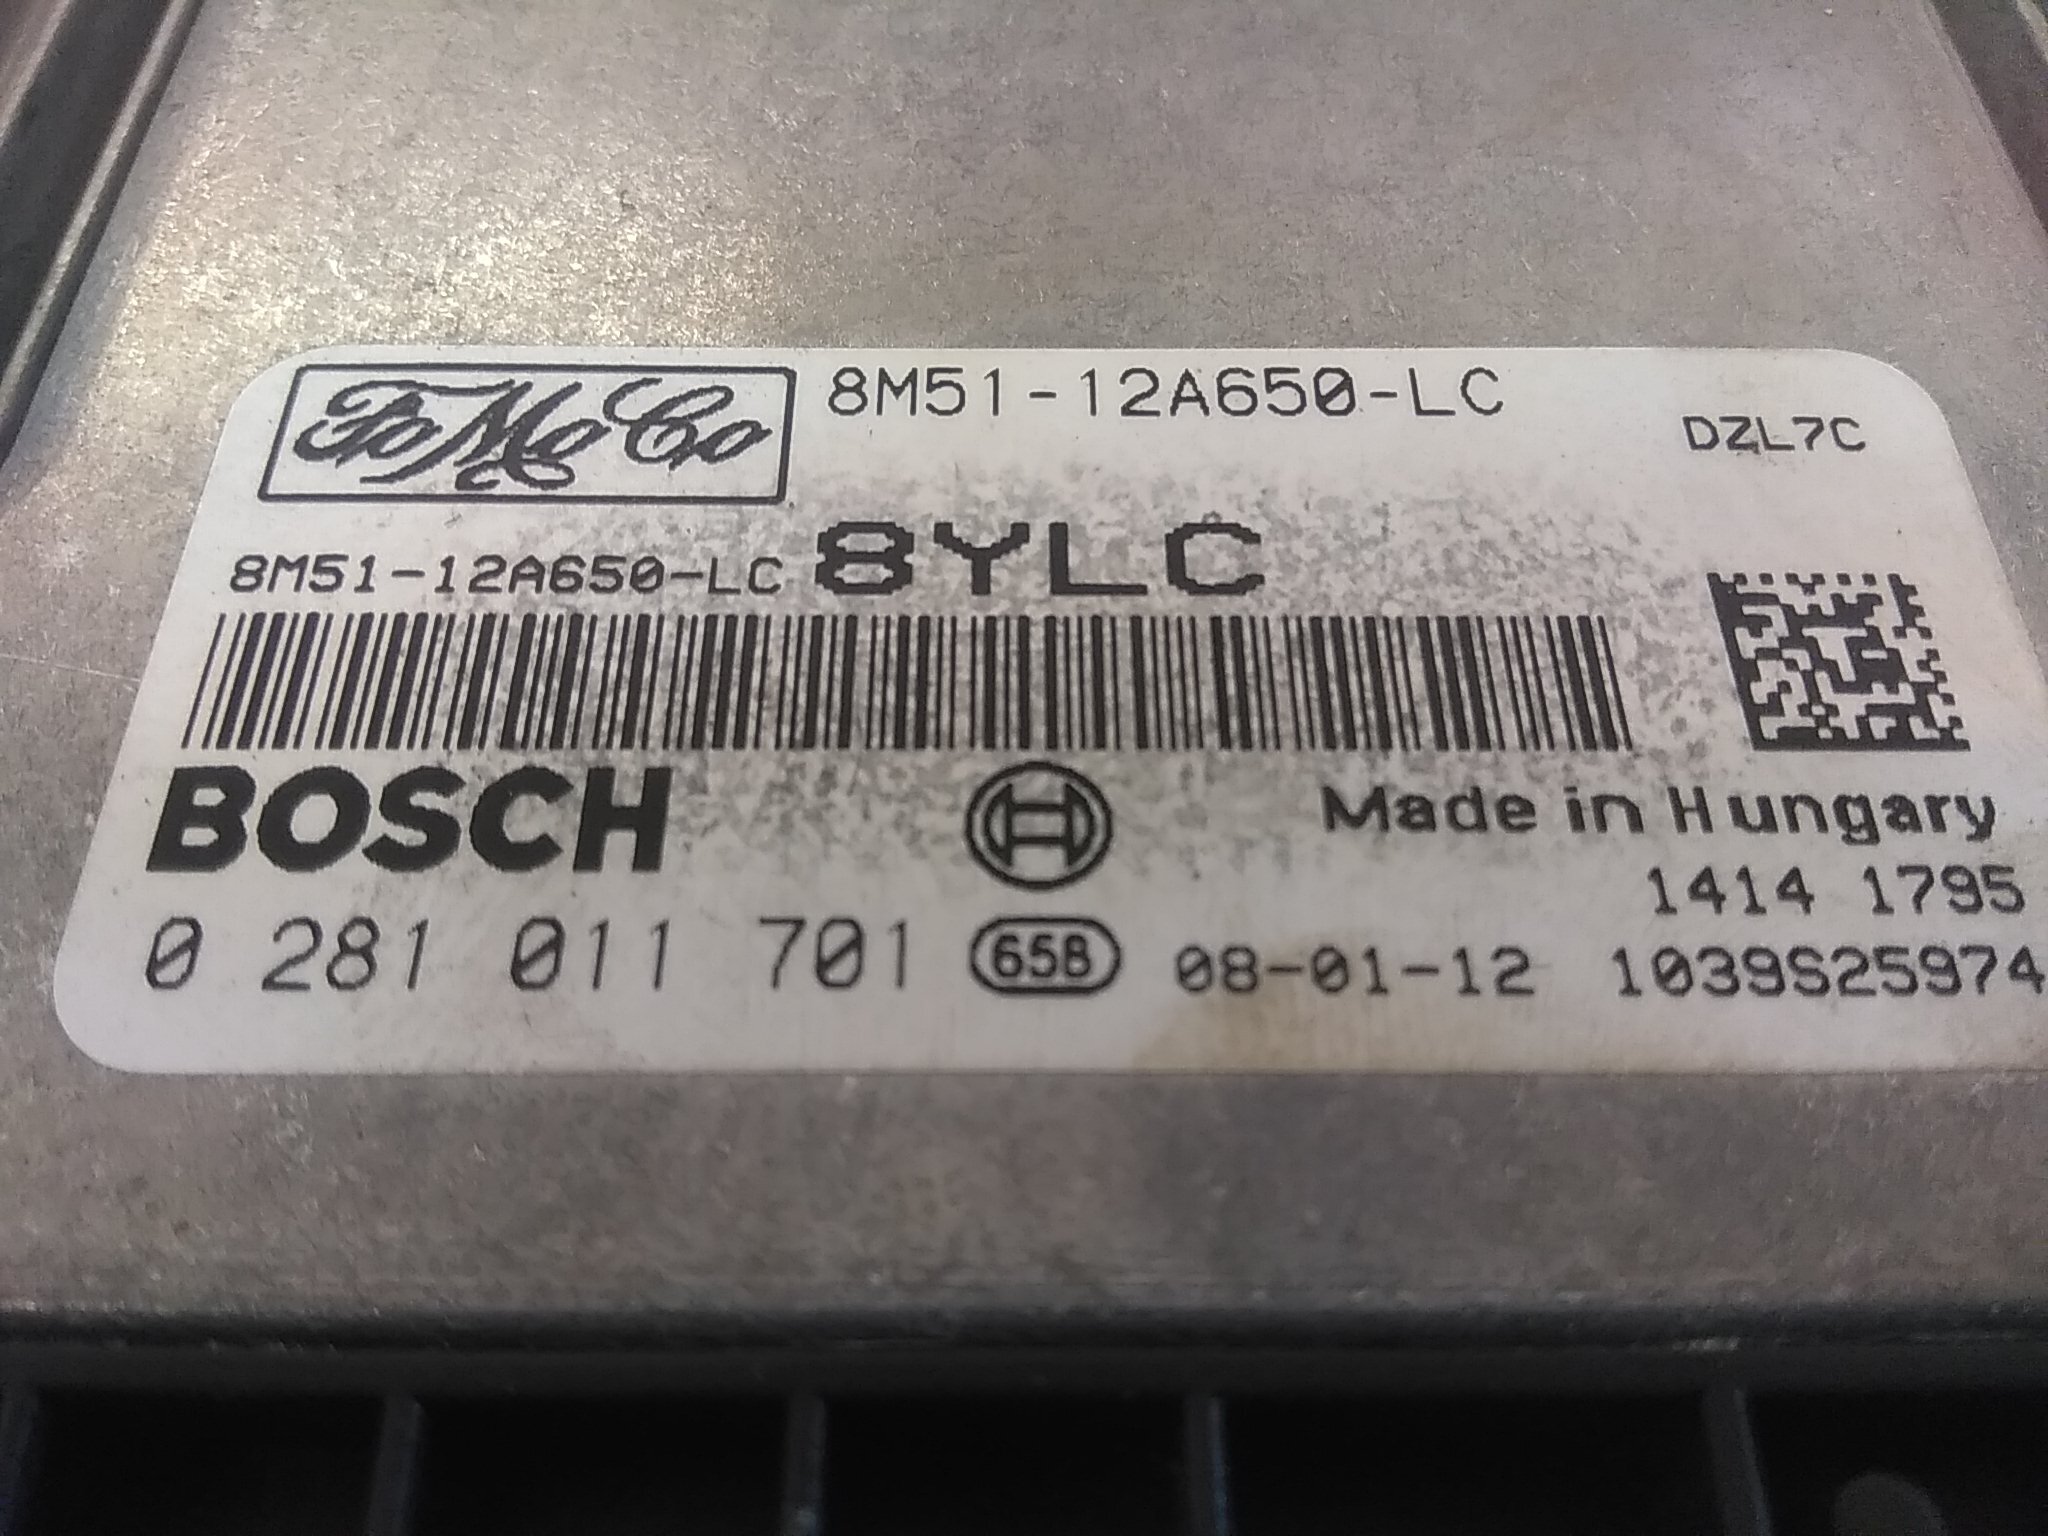 FoMoCo 8M51-12A650-LC
DZL7C
8M51-12A650-LC 8YLC
BOSCH
Made in Hungary
1414 1795
0 281 011 701 65B 08-01-12 1039S25974